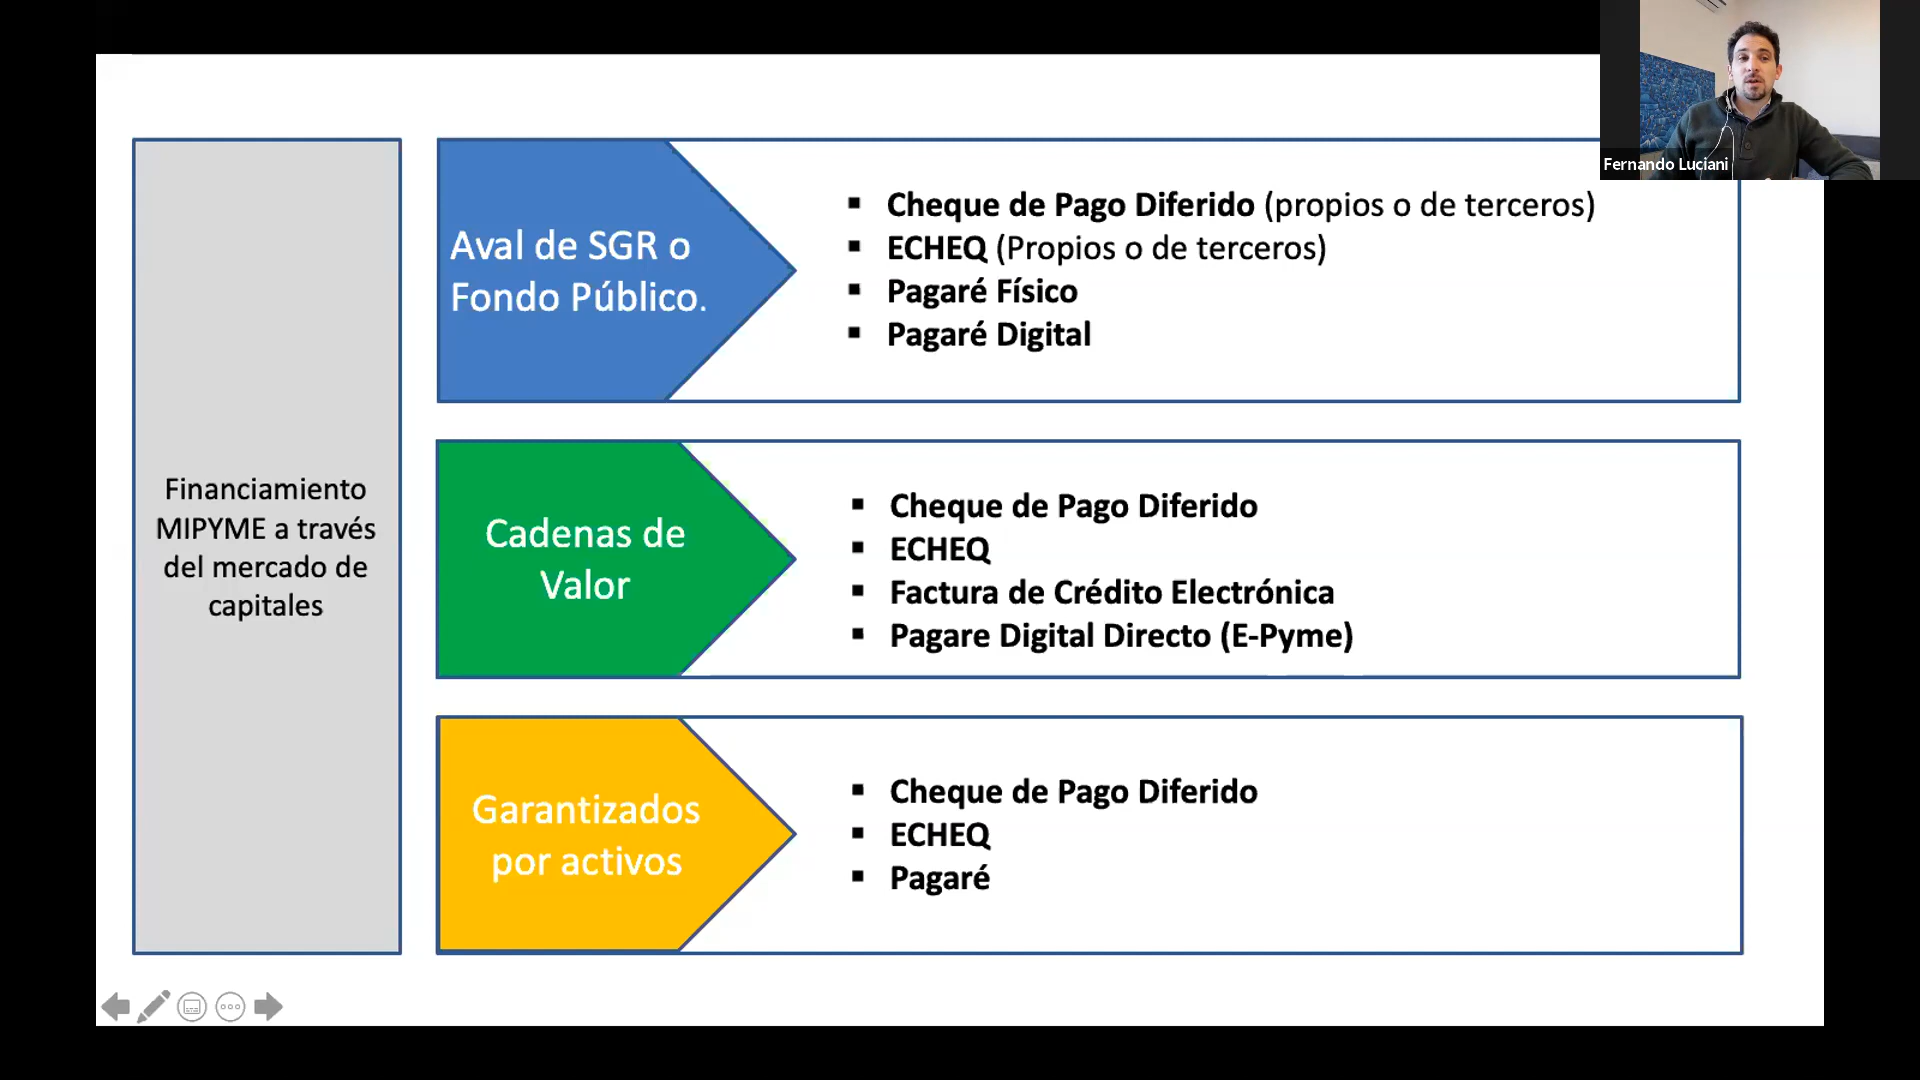 Fernando Luciani
Financiamiento
MIPYME a través
del mercado de
capitales
Aval de SGR o
Fondo Público.
▪ Cheque de Pago Diferido (propios o de terceros)
▪ ECHEQ (Propios o de terceros)
▪ Pagaré Físico
▪ Pagaré Digital
Cadenas de
Valor
▪ Cheque de Pago Diferido
▪ ECHEQ
▪ Factura de Crédito Electrónica
▪ Pagare Digital Directo (E-Pyme)
Garantizados
por activos
▪ Cheque de Pago Diferido
▪ ECHEQ
▪ Pagaré